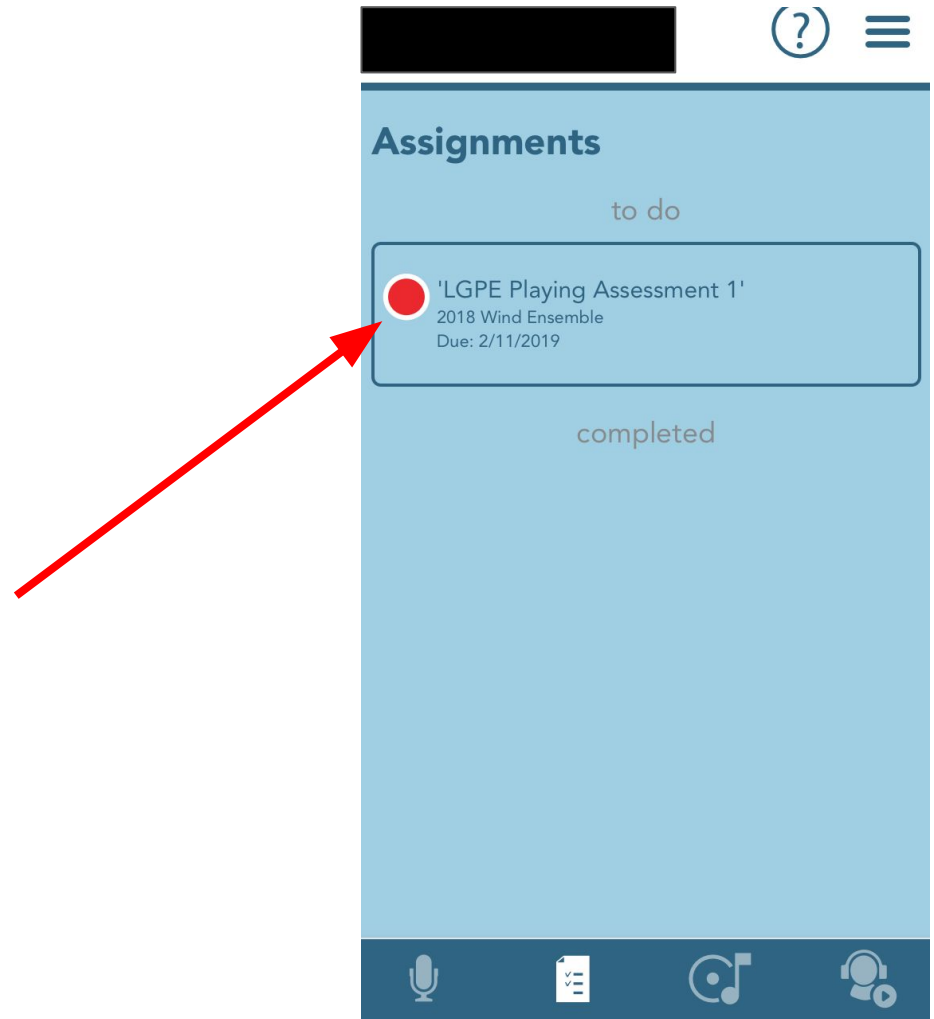 ?
Assignments
to do
'LGPE Playing Assessment 1'
2018 Wind Ensemble
Due: 2/11/2019
completed